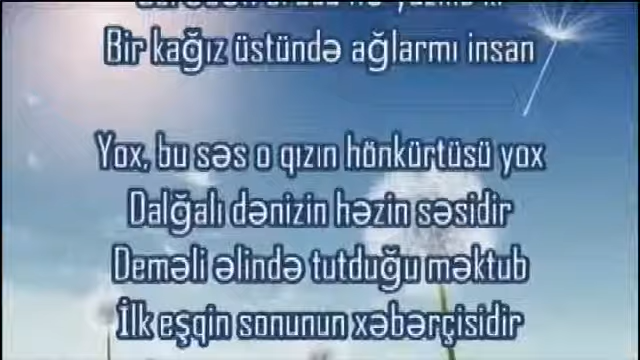 Bir kağız üstündə ağlarmı insan
Yox, bu səs o qızın hönkürtüsü yox
Dalğalı dənizin həzin səsidir
Deməli əlində tutduğu məktub
İlk eşqin sonunun xəbərçisidir